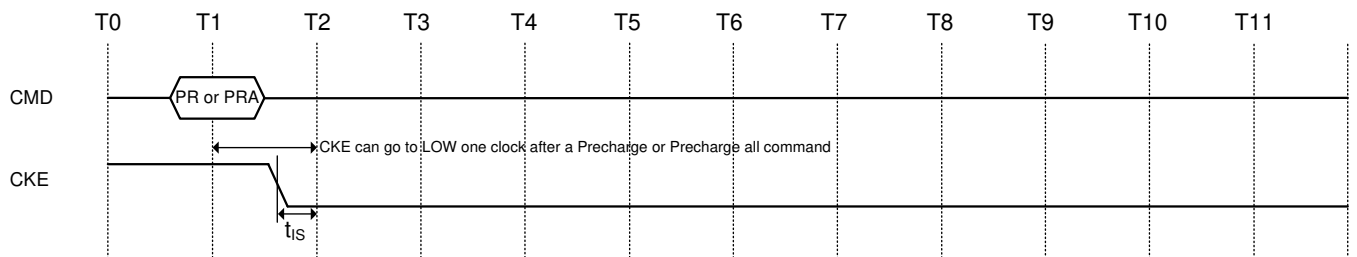 T0 T1 T2 T3 T4 T5 T6 T7 T8 T9 T10 T11
CMD PR or PRA
CKE can go to LOW one clock after a Precharge or Precharge all command
CKE
tIS